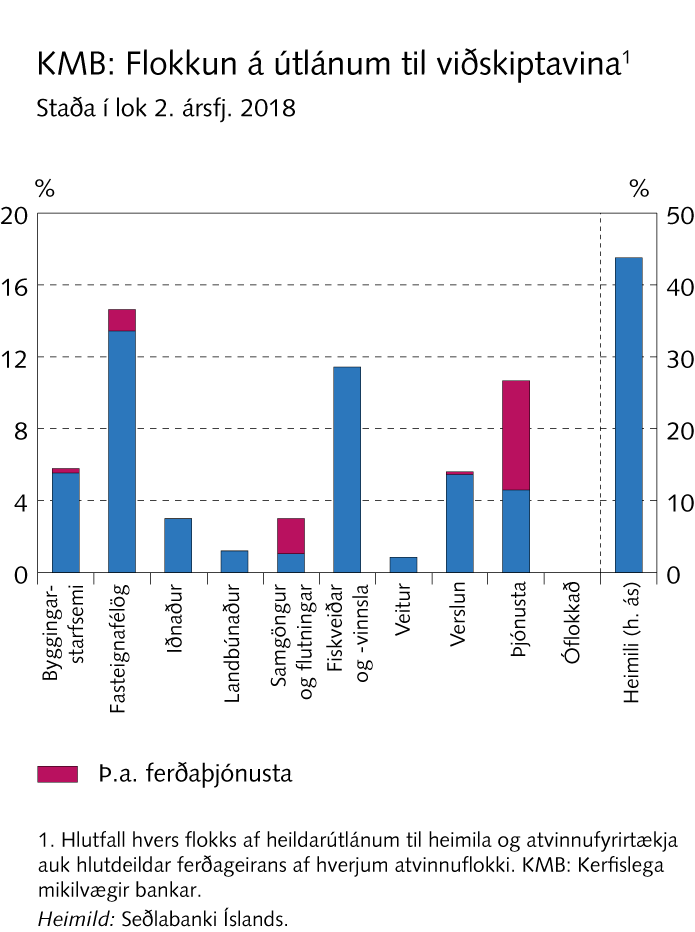 KMB: Flokkun á útlánum til viðskiptavina¹
Staða í lok 2. ársfj. 2018
% %
20 50
16 40
12 30
8 20
4 10
0 0
Byggingar-
starfsemi
Fasteignafélög
Iðnaður
Landbúnaður
Samgöngur
og flutningar
Fiskveiðar
og -vinnsla
Veitur
Verslun
Þjónusta
Óflokkað
Heimili (h. ás)
Þ.a. ferðaþjónusta
1. Hlutfall hvers flokks af heildarútlánum til heimila og atvinnufyrirtækja
auk hlutdeildar ferðageirans af hverjum atvinnuflokki. KMB: Kerfislega
mikilvægir bankar.
Heimild: Seðlabanki Íslands.